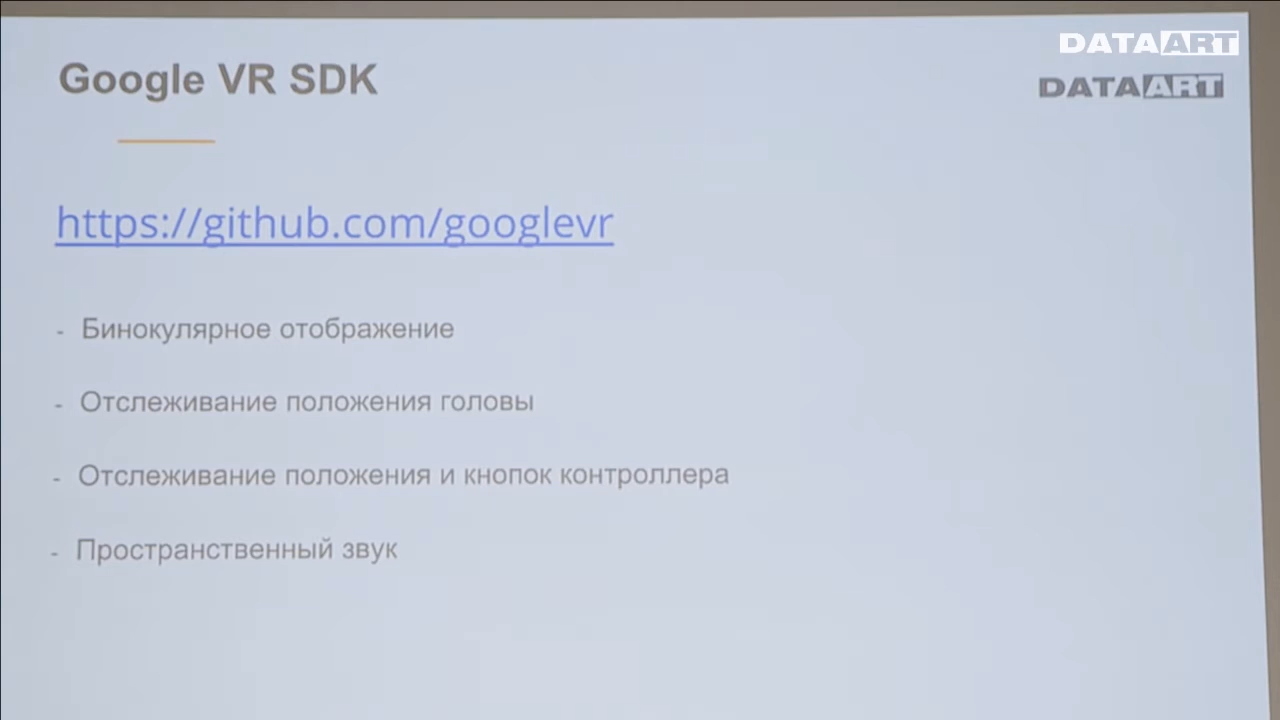 DATAART
Google VR SDK
DATAART
https://github.com/googlevr
- Бинокулярное отображение
- Отслеживание положения головы
- Отслеживание положения и кнопок контроллера
- Пространственный звук